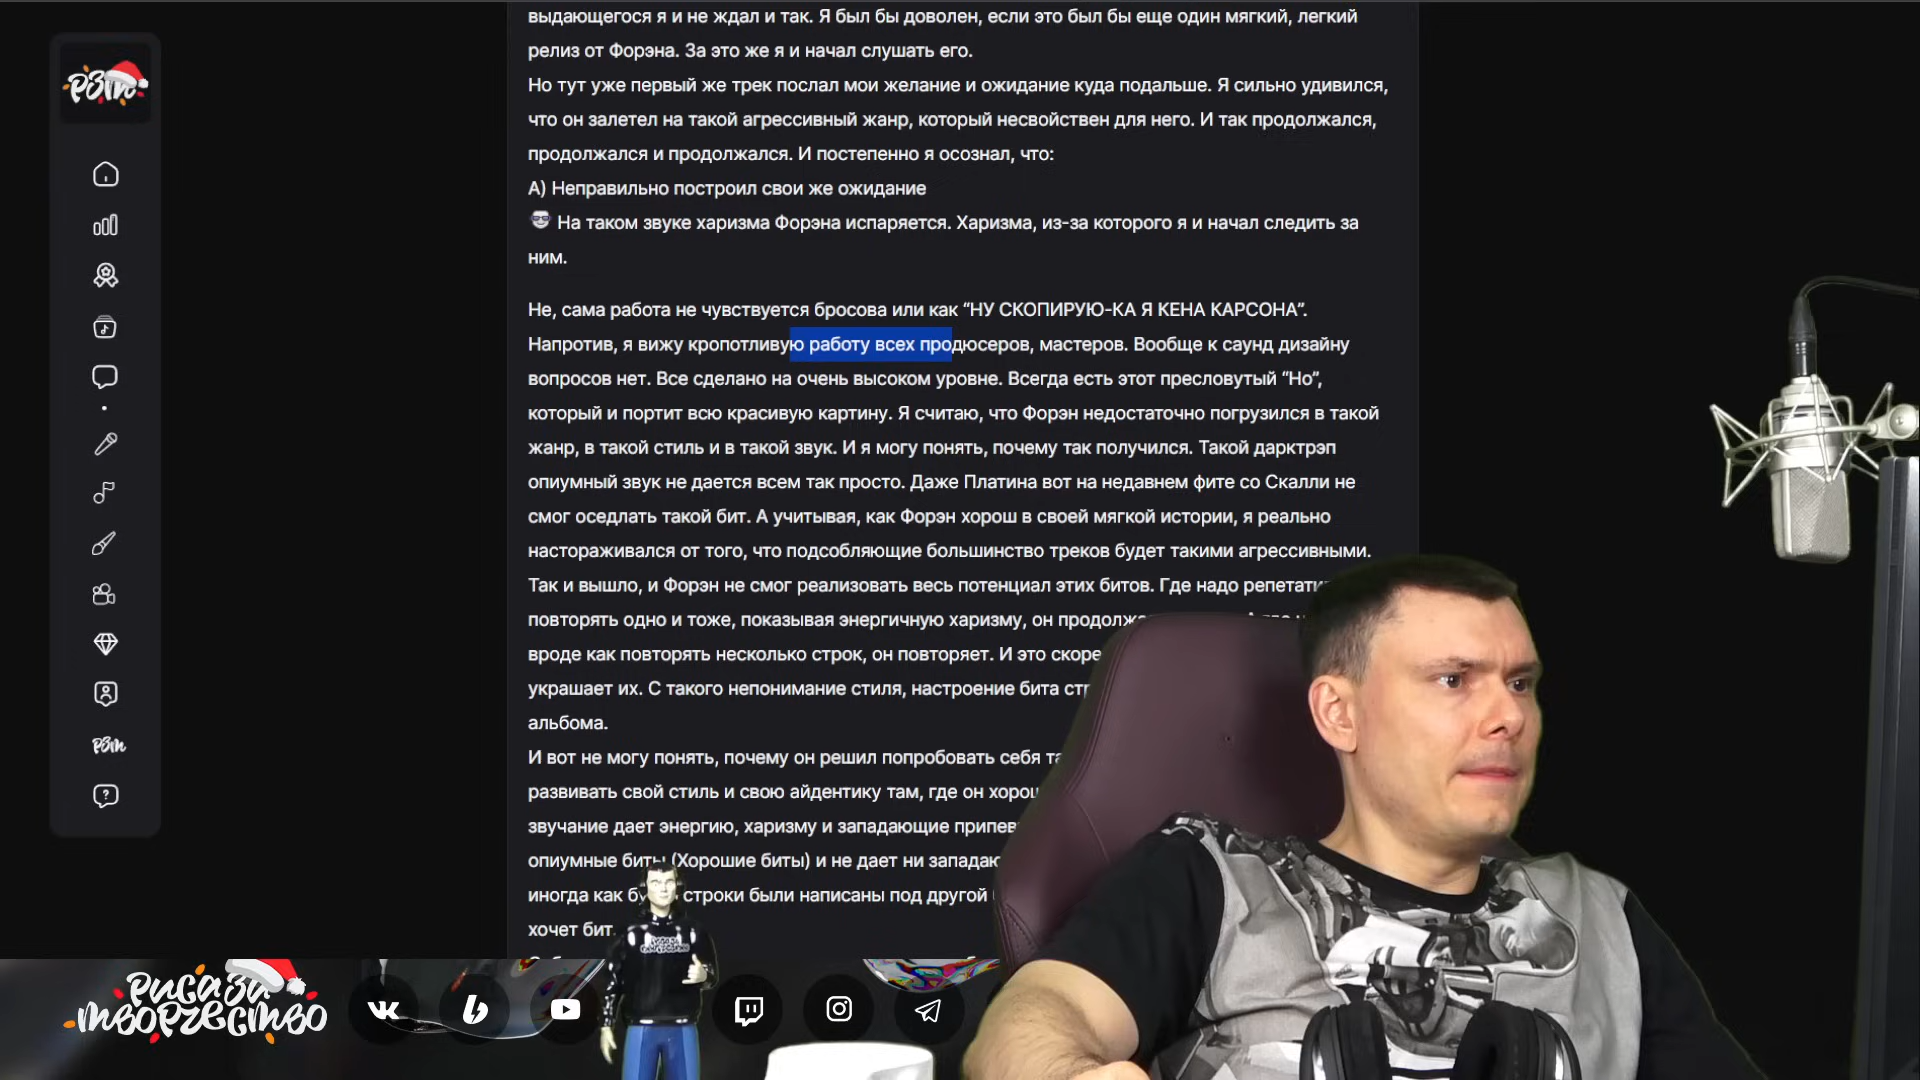 выдающегося я и не ждал и так. Я был бы доволен, если это был бы еще один мягкий, легкий
релиз от Форэна. За это же я и начал слушать его.
Но тут уже первый же трек послал мои желание и ожидание куда подальше. Я сильно удивился,
что он залетел на такой агрессивный жанр, который несвойствен для него. И так продолжался,
продолжался и продолжался. И постепенно я осознал, что:
А) Неправильно построил свои же ожидание
На таком звуке харизма Форэна испаряется. Харизма, из-за которого я и начал следить за
ним.
Не, сама работа не чувствуется бросова или как “НУ СКОПИРУЮ-КА Я КЕНА КАРСОНА”.
Напротив, я вижу кропотливую работу всех продюсеров, мастеров. Вообще к саунд дизайну
вопросов нет. Все сделано на очень высоком уровне. Всегда есть этот пресловутый “Но”,
который и портит всю красивую картину. Я считаю, что Форэн недостаточно погрузился в такой
жанр, в такой стиль и в такой звук. И я могу понять, почему так получился. Такой дарктрэп
опиумный звук не дается всем так просто. Даже Платина вот на недавнем фите со Скалли не
смог оседлать такой бит. А учитывая, как Форэн хорош в своей мягкой истории, я реально
настораживался от того, что подсобляющие большинство треков будет такими агрессивными.
Так и вышло, и Форэн не смог реализовать весь потенциал этих битов. Где надо
повторять одно и тоже, показывая энергичную харизму, он
вроде как повторять несколько строк, он повторяет. И это
украшает их. С такого непонимание стиля, настроение бита
альбома.
И вот не могу понять, почему он решил попробовать себя
развивать свой стиль и свою айдентику там, где он
звучание дает энергию, харизму и западающие
опиумные биты (Хорошие биты) и не дает ни
иногда как строки были написаны под другой
хочет бит.
РЗТ
РЗТ
РИСАЗА
ТВОРЧЕСТВО